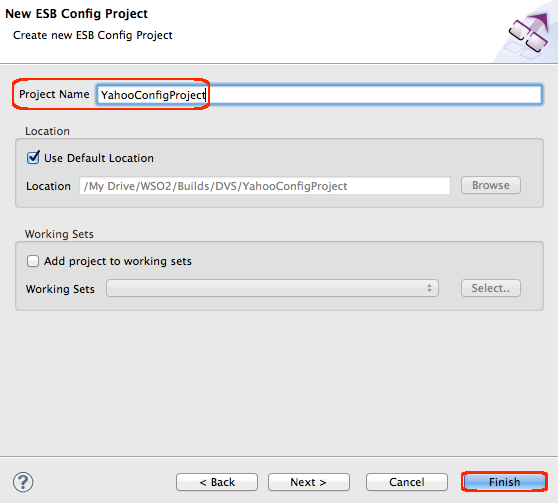 New ESB Config Project
Create new ESB Config Project
Project Name YahooConfigProject
Location
Use Default Location
Location /My Drive/WSO2/Builds/DVS/YahooConfigProject Browse
Working Sets
Add project to working sets
Working Sets Select..
? < Back Next > Cancel Finish